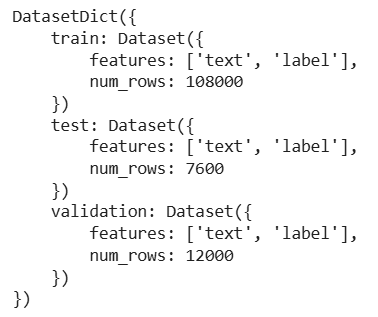 DatasetDict({
    train: Dataset({
        features: ['text', 'label'],
        num_rows: 108000
    })
    test: Dataset({
        features: ['text', 'label'],
        num_rows: 7600
    })
    validation: Dataset({
        features: ['text', 'label'],
        num_rows: 12000
    })
})